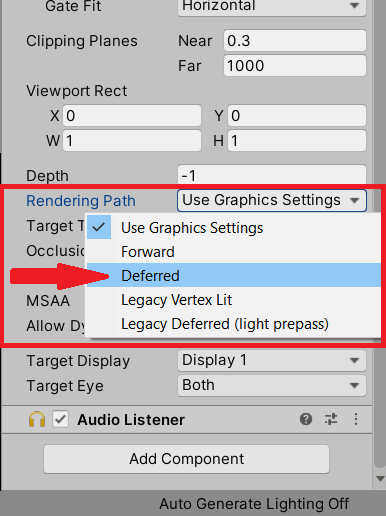 Gate Fit Horizontal
Clipping Planes Near 0.3
Far 1000
Viewport Rect
X 0 Y 0
W 1 H 1
Depth -1
Rendering Path Use Graphics Settings
Target T
Use Graphics Settings
Occlusio
Forward
Deferred
MSAA
Legacy Vertex Lit
Allow Dy
Legacy Deferred (light prepass)
Target Display Display 1
Target Eye Both
Audio Listener
Add Component
Auto Generate Lighting Off